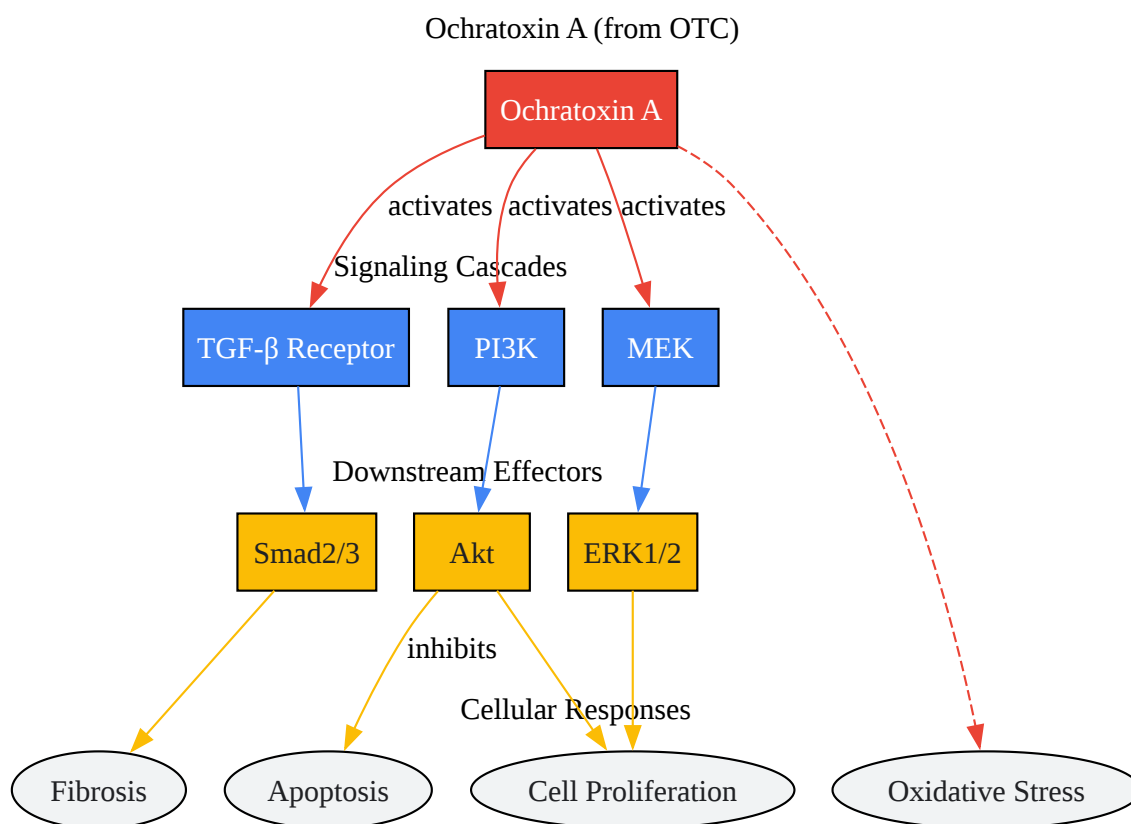 Ochratoxin A (from OTC)
Ochratoxin A
activates
activates
activates
Signaling Cascades
TGF-β Receptor
PI3K
MEK
Downstream Effectors
Smad2/3
Akt
ERK1/2
inhibits
Cellular Responses
Fibrosis
Apoptosis
Cell Proliferation
Oxidative Stress